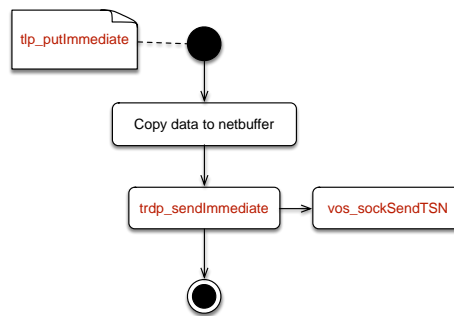 tlp_putImmediate
Copy data to netbuffer
trdp_sendImmediate
vos_sockSendTSN